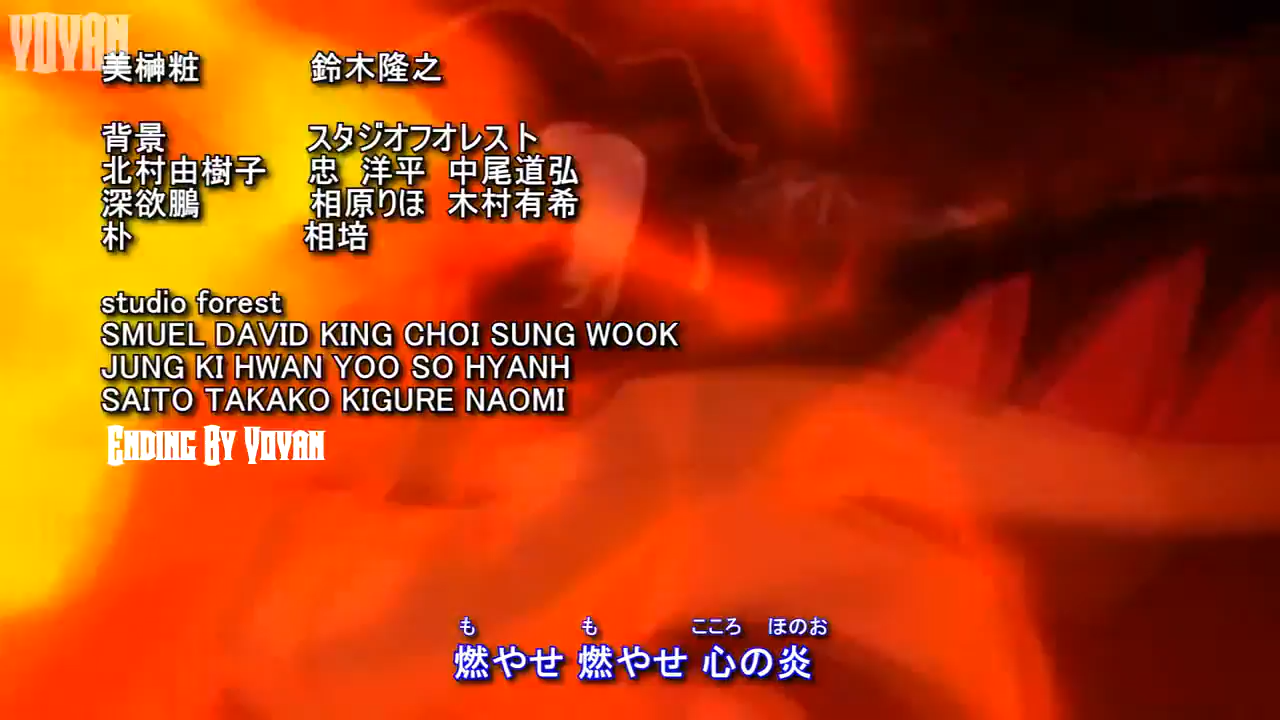 YOYAN
美榊粧 鈴木隆之
背景 スタジオフオレスト
北村由樹子 忠 洋平 中尾道弘
深欲鵬 相原りほ 木村有希
朴 相培
studio forest
SMUEL DAVID KING CHOI SUNG WOOK
JUNG KI HWAN YOO SO HYANH
SAITO TAKAKO KIGURE NAOMI
Ending By Yoyan
も も こころ ほのお
燃やせ 燃やせ 心の炎